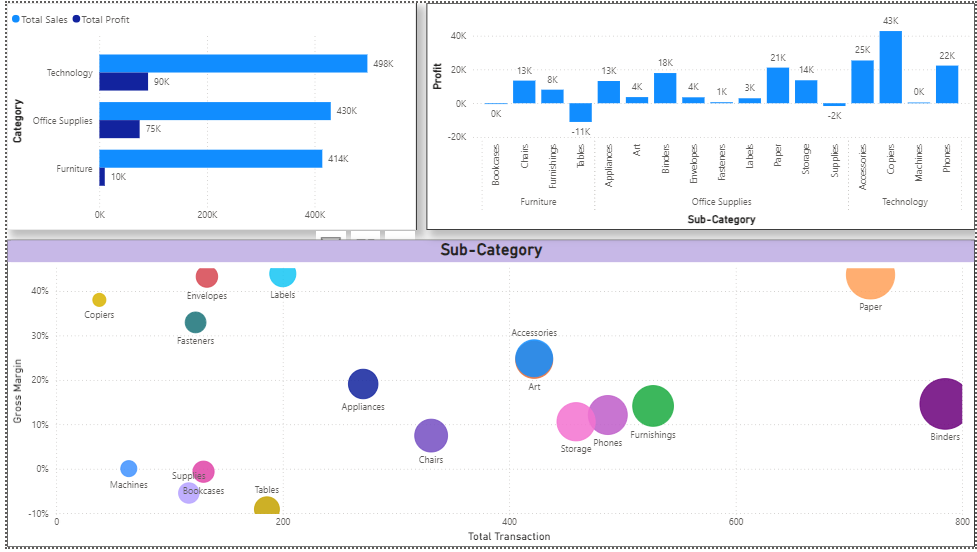 Total Sales Total Profit
Category
Technology
498K
90K
Office Supplies
430K
75K
Furniture
414K
10K
0K 200K 400K
Profit
40K
20K
0K
-20K
0K 13K 8K -11K 13K 4K 18K 4K 1K 3K 21K 14K -2K 25K 43K 0K 22K
Bookcases Chairs Furnishings Tables Appliances Art Binders Envelopes Fasteners Labels Paper Storage Supplies Accessories Copiers Machines Phones
Furniture Office Supplies Technology
Sub-Category
Sub-Category
Gross Margin
40%
30%
20%
10%
0%
-10%
Envelopes
Labels
Paper
Copiers
Fasteners
Accessories
Art
Appliances
Chairs
Storage
Phones
Furnishings
Binders
Machines
Supplies
Bookcases
Tables
0 200 400 600 800
Total Transaction